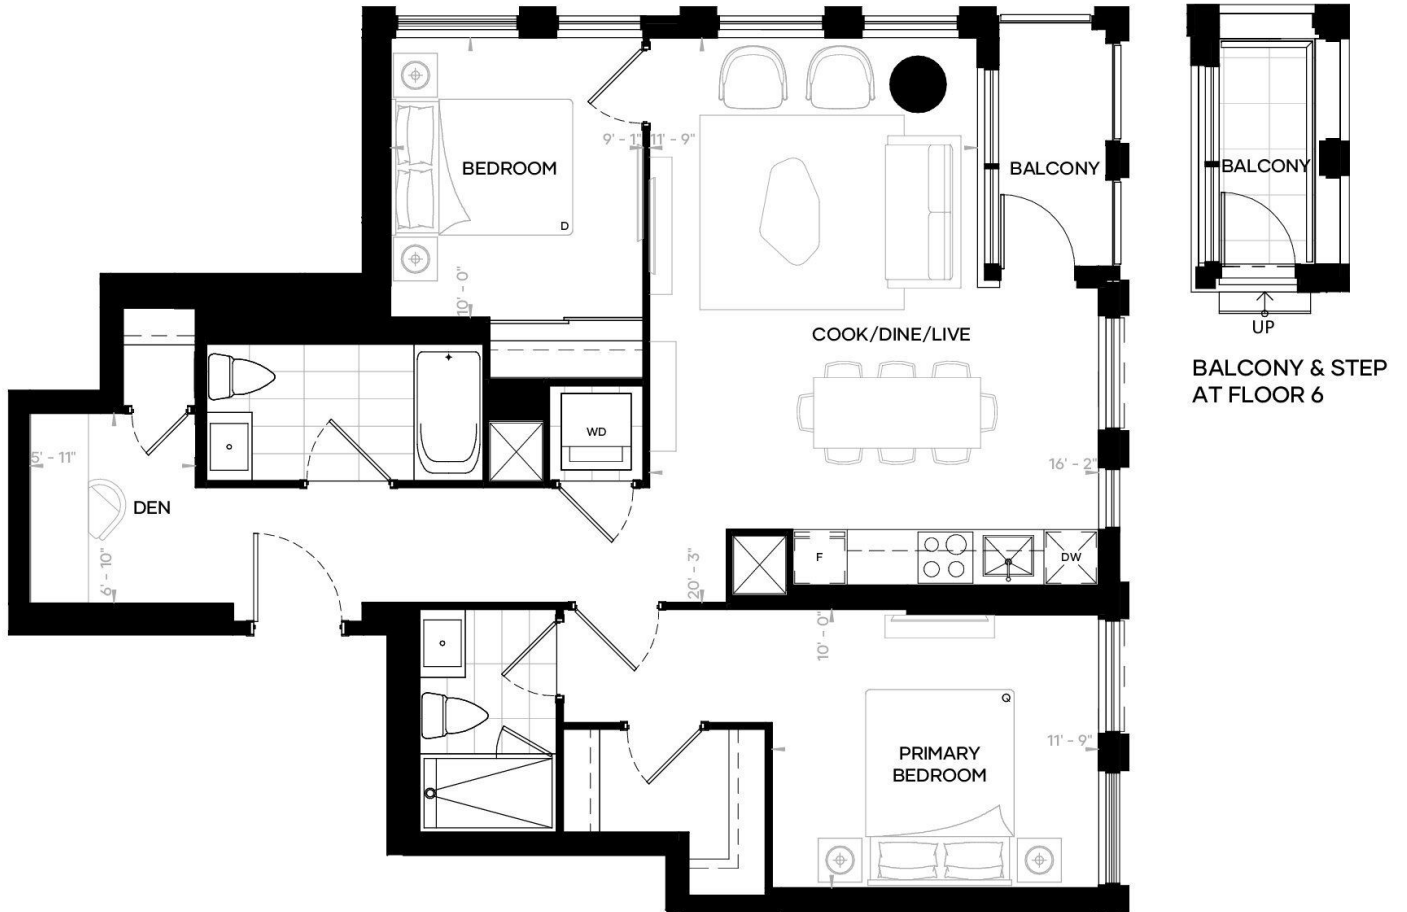 9' - 1"
11' - 9"
BEDROOM
D
BALCONY
BALCONY
10' - 0"
UP
COOK/DINE/LIVE
BALCONY & STEP
AT FLOOR 6
WD
5' - 11"
16' - 2"
DEN
6' - 10"
20' - 3"
F
DW
10' - 0"
Q
11' - 9"
PRIMARY
BEDROOM